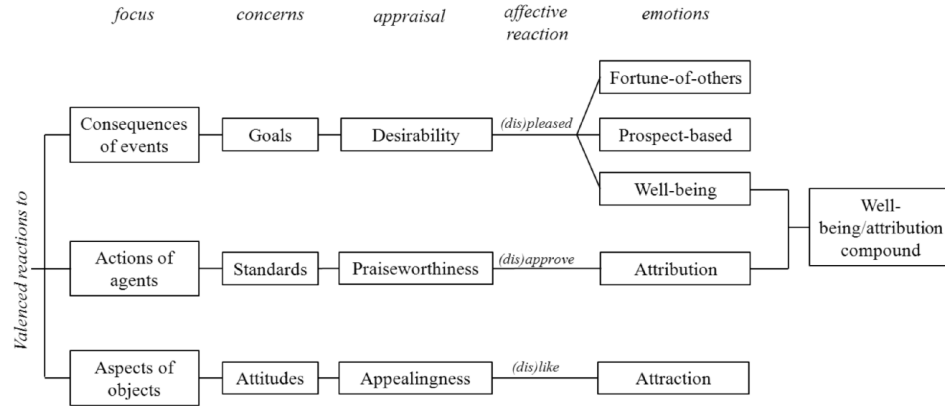 focus
concerns
appraisal
affective
reaction
emotions
Valenced reactions to
Consequences
of events
Goals
Desirability
(dis)pleased
Fortune-of-others
Prospect-based
Well-being
Actions of
agents
Standards
Praiseworthiness
(dis)approve
Attribution
Well-
being/attribution
compound
Aspects of
objects
Attitudes
Appealingness
(dis)like
Attraction